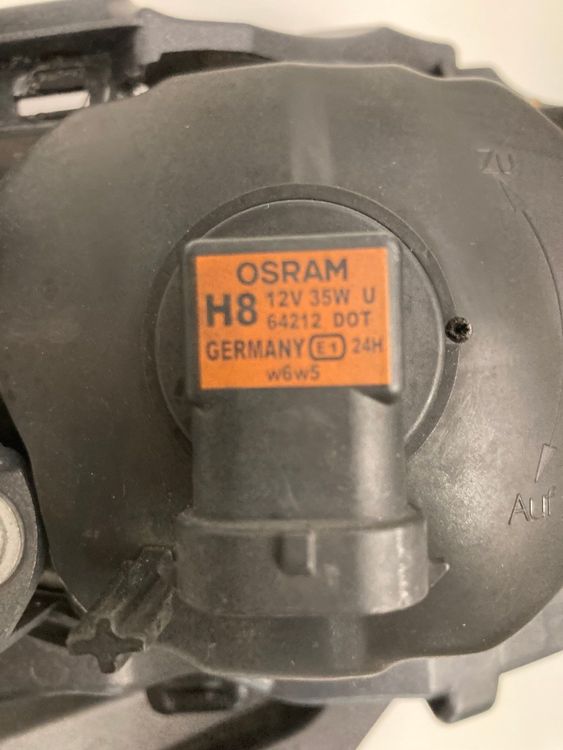 Zu
OSRAM
H8 12V 35W U
64212 DOT
GERMANY E1 24H
w6w5
Auf